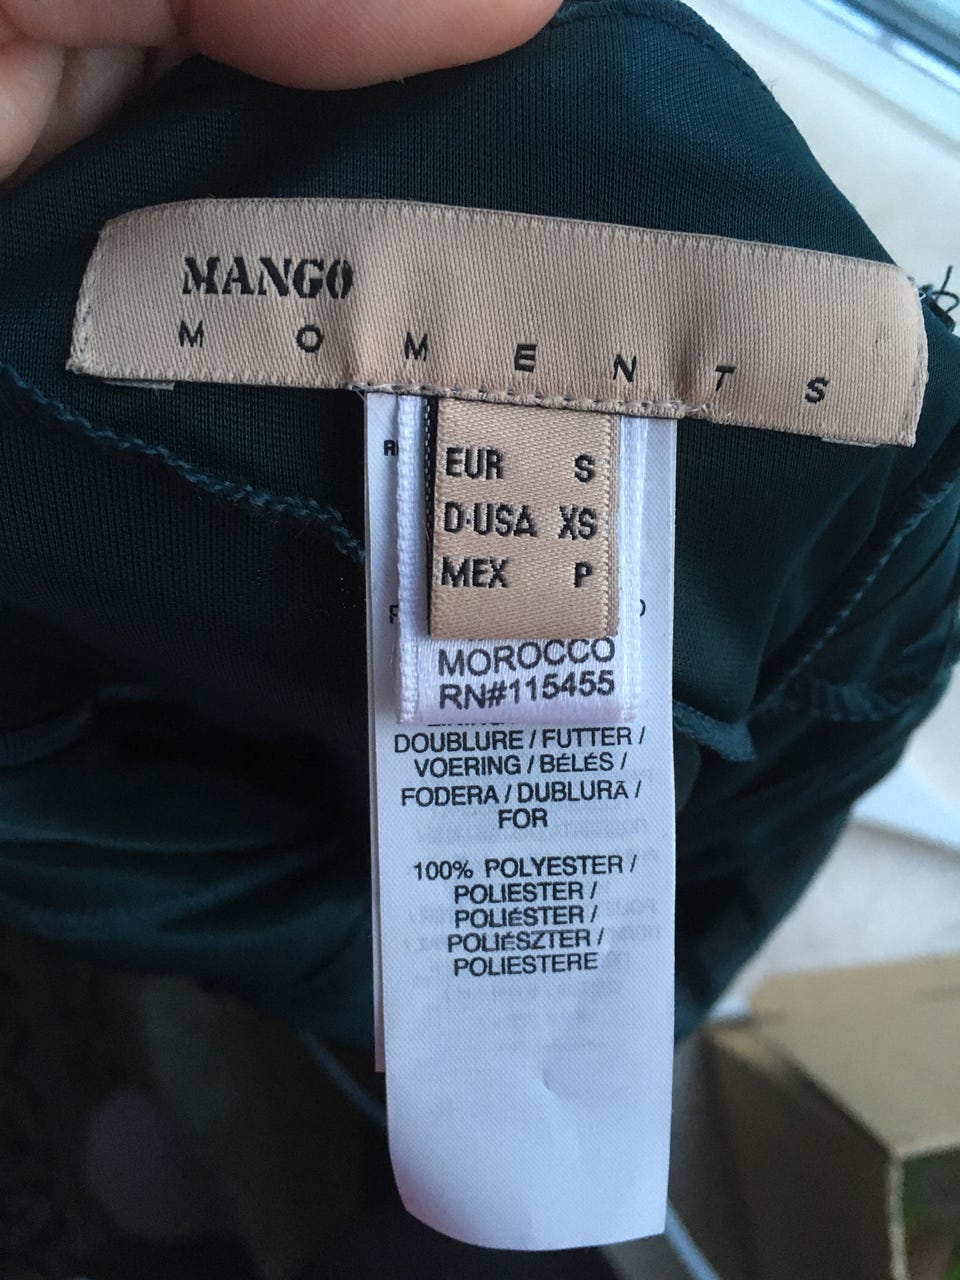 MANGO
MOMENTS
EUR S
D·USA XS
MEX P
MOROCCO
RN#115455
DOUBLURE / FUTTER /
VOERING / BÉLÉS /
FODERA / DUBLURĂ /
FOR
100% POLYESTER /
POLIESTER /
POLIÉSTER /
POLIÉSZTER /
POLIESTERE